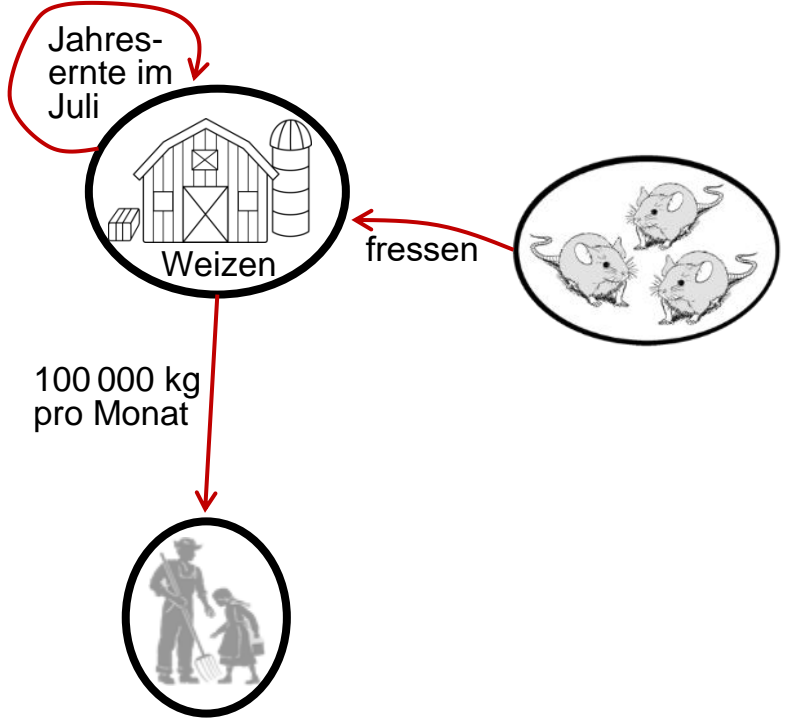 Jahres-
ernte im
Juli
Weizen
fressen
100 000 kg
pro Monat